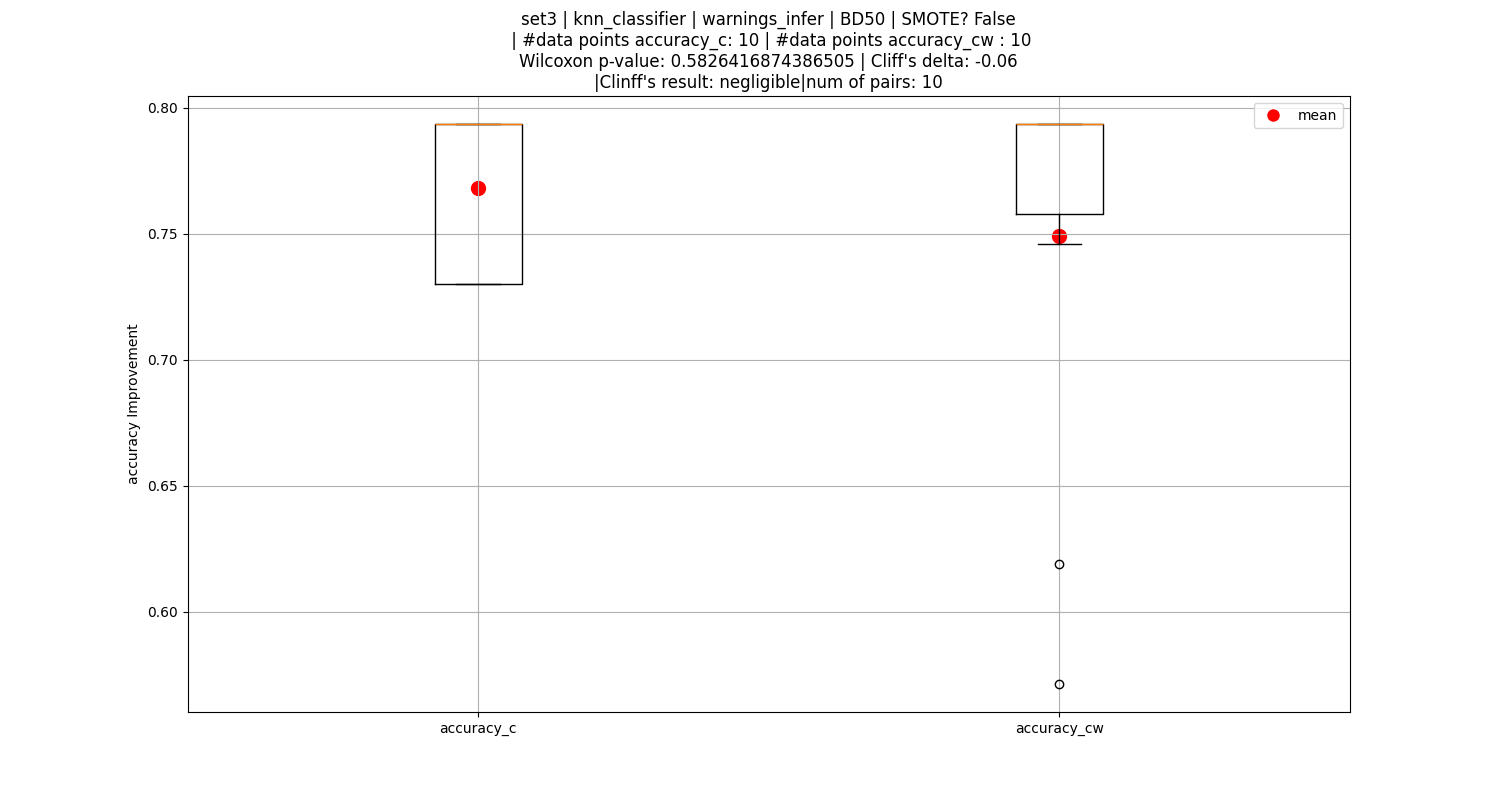 set3 | knn_classifier | warnings_infer | BD50 | SMOTE? False
| #data points accuracy_c: 10 | #data points accuracy_cw : 10
Wilcoxon p-value: 0.5826416874386505 | Cliff's delta: -0.06
|Clinff's result: negligible|num of pairs: 10
mean
accuracy Improvement
0.80
0.75
0.70
0.65
0.60
accuracy_c
accuracy_cw